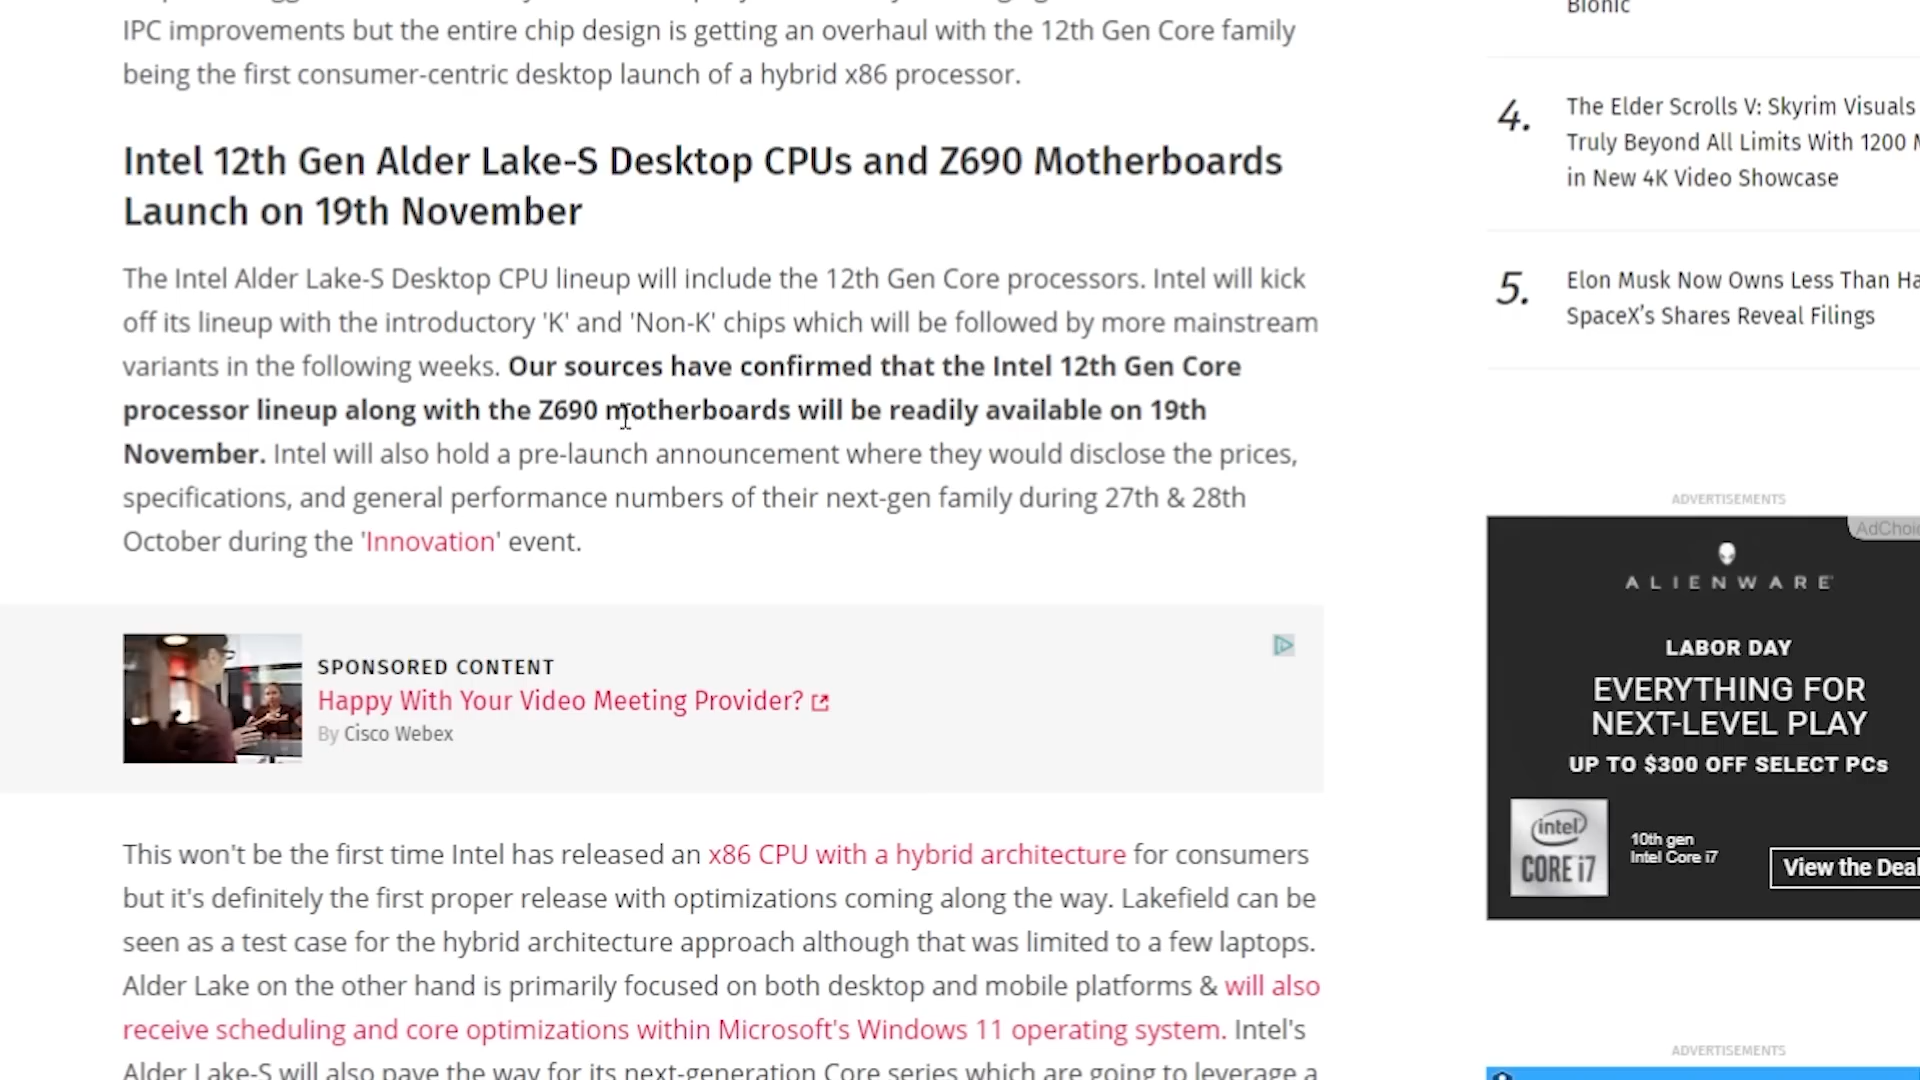 IPC improvements but the entire chip design is getting an overhaul with the 12th Gen Core family
being the first consumer-centric desktop launch of a hybrid x86 processor.
Intel 12th Gen Alder Lake-S Desktop CPUs and Z690 Motherboards
Launch on 19th November
The Intel Alder Lake-S Desktop CPU lineup will include the 12th Gen Core processors. Intel will kick
off its lineup with the introductory 'K' and 'Non-K' chips which will be followed by more mainstream
variants in the following weeks. Our sources have confirmed that the Intel 12th Gen Core
processor lineup along with the Z690 motherboards will be readily available on 19th
November. Intel will also hold a pre-launch announcement where they would disclose the prices,
specifications, and general performance numbers of their next-gen family during 27th & 28th
October during the 'Innovation' event.
SPONSORED CONTENT
Happy With Your Video Meeting Provider?
By Cisco Webex
This won't be the first time Intel has released an x86 CPU with a hybrid architecture for consumers
but it's definitely the first proper release with optimizations coming along the way. Lakefield can be
seen as a test case for the hybrid architecture approach although that was limited to a few laptops.
Alder Lake on the other hand is primarily focused on both desktop and mobile platforms & will also
receive scheduling and core optimizations within Microsoft's Windows 11 operating system. Intel's
Alder Lake-S will also pave the way for its next-generation Core series which are going to leverage a
Bionic
4.
The Elder Scrolls V: Skyrim Visuals
Truly Beyond All Limits With 1200
in New 4K Video Showcase
5.
Elon Musk Now Owns Less Than Ha
SpaceX's Shares Reveal Filings
ADVERTISEMENTS
AdChoi
ALIENWARE
LABOR DAY
EVERYTHING FOR
NEXT-LEVEL PLAY
UP TO $300 OFF SELECT PCs
intel
CORE i7
10th gen
Intel Core i7
View the Deal
ADVERTISEMENTS